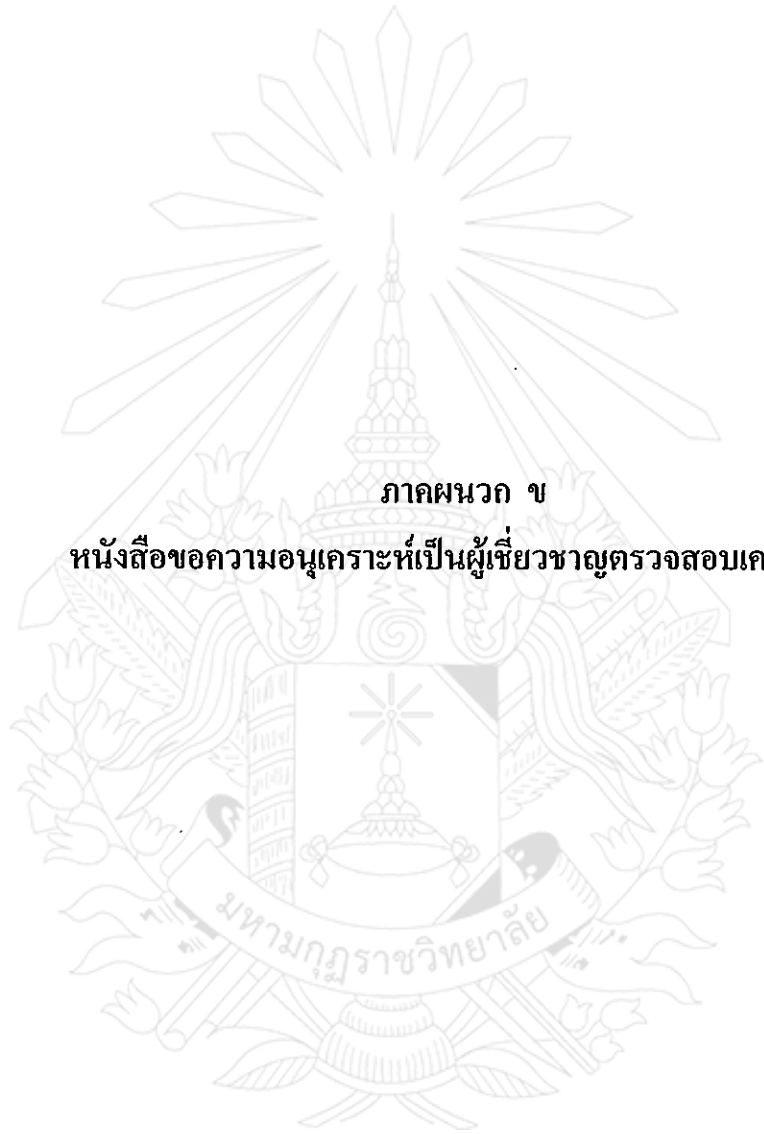 ภาคผนวก ข
หนังสือขอความอนุเคราะห์เป็นผู้เชี่ยวชาญตรวจสอบเค
มหามกุฏราชวิทยาลัย